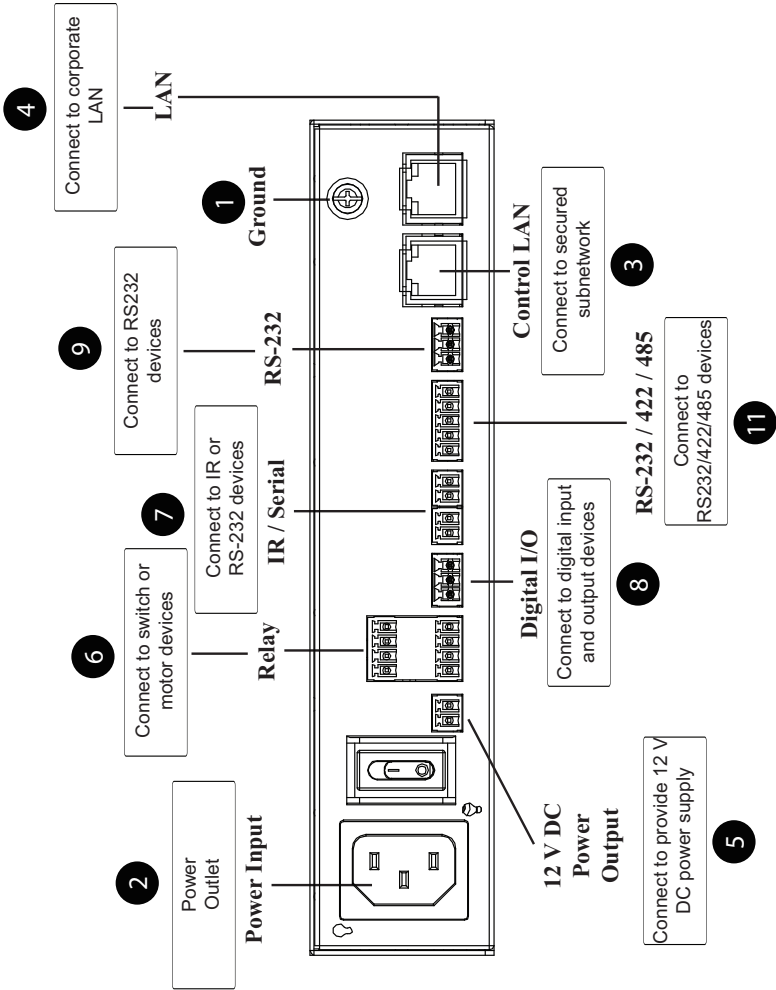 2
Power
Outlet
Power Input
6
Connect to switch or
motor devices
Relay
7
Connect to IR or
RS-232 devices
IR / Serial
9
Connect to RS232
devices
RS-232
1
Ground
4
Connect to corporate
LAN
LAN
12 V DC
Power
Output
Connect to provide 12 V
DC power supply
5
Digital I/O
Connect to digital input
and output devices
8
RS-232 / 422 / 485
Connect to
RS232/422/485 devices
11
Control LAN
Connect to secured
subnetwork
3